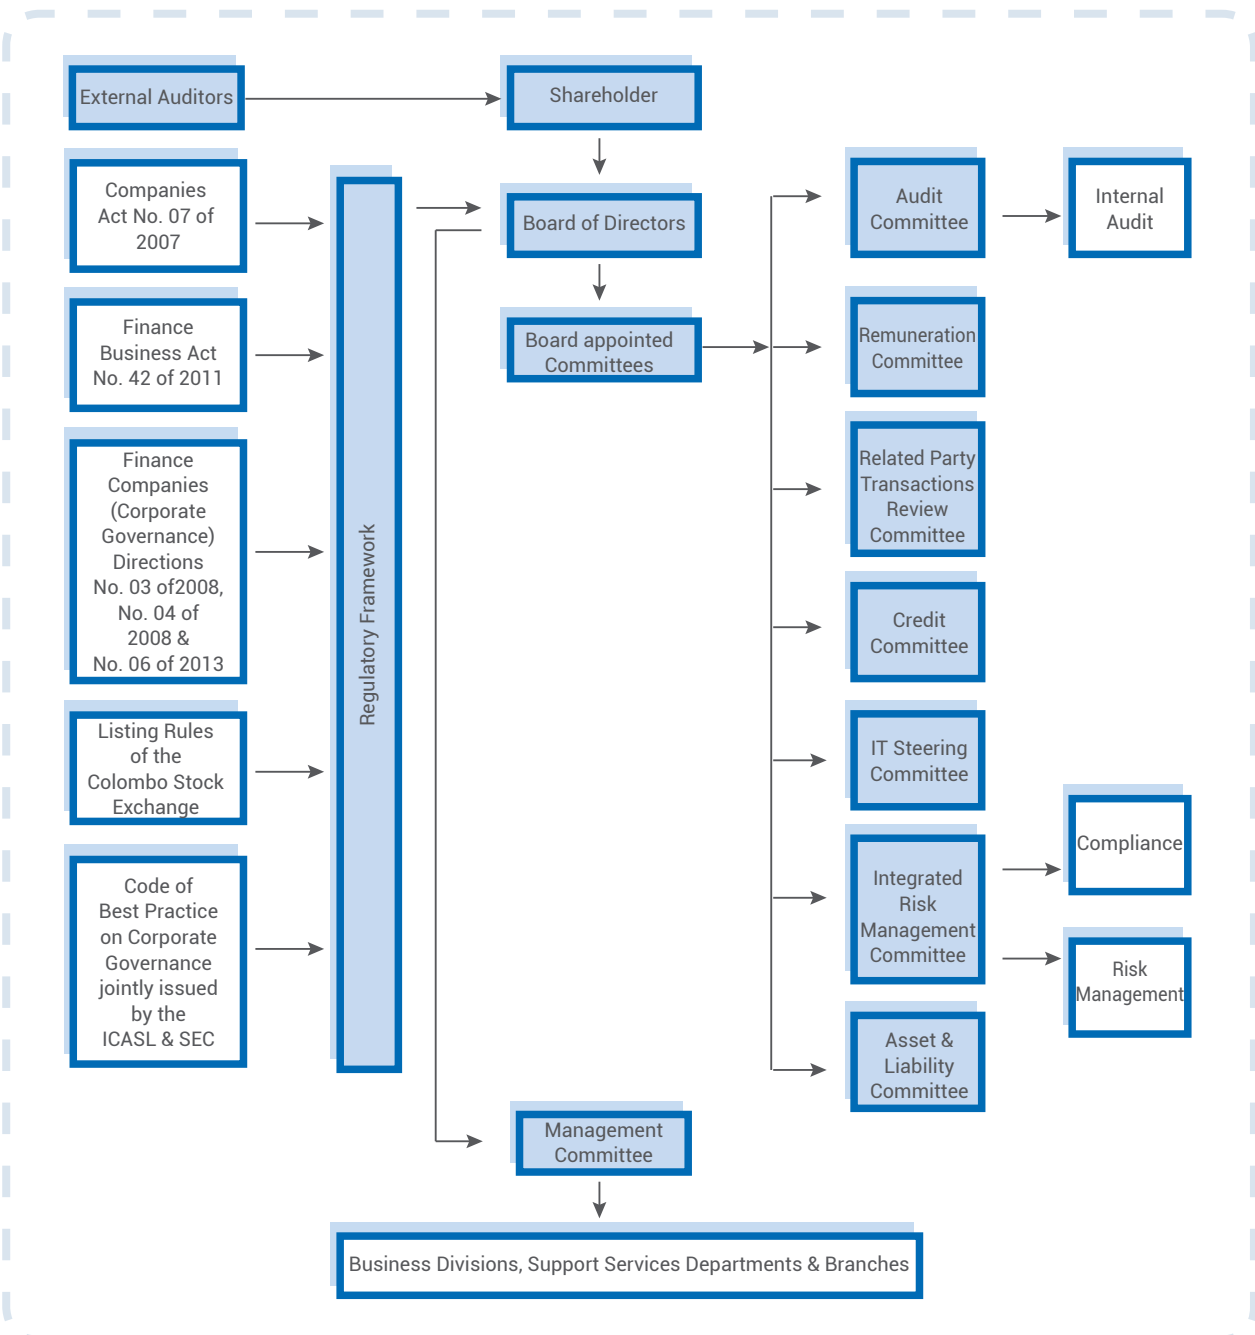 External Auditors
Shareholder
Companies
Act No. 07 of
2007
Finance
Business Act
No. 42 of 2011
Finance
Companies
(Corporate
Governance)
Directions
No. 03 of2008,
No. 04 of
2008 &
No. 06 of 2013
Listing Rules
of the
Colombo Stock
Exchange
Code of
Best Practice
on Corporate
Governance
jointly issued
by the
ICASL & SEC
Regulatory Framework
Board of Directors
Board appointed
Committees
Audit
Committee
Internal
Audit
Remuneration
Committee
Related Party
Transactions
Review
Committee
Credit
Committee
IT Steering
Committee
Integrated
Risk
Management
Committee
Compliance
Risk
Management
Asset &
Liability
Committee
Management
Committee
Business Divisions, Support Services Departments & Branches